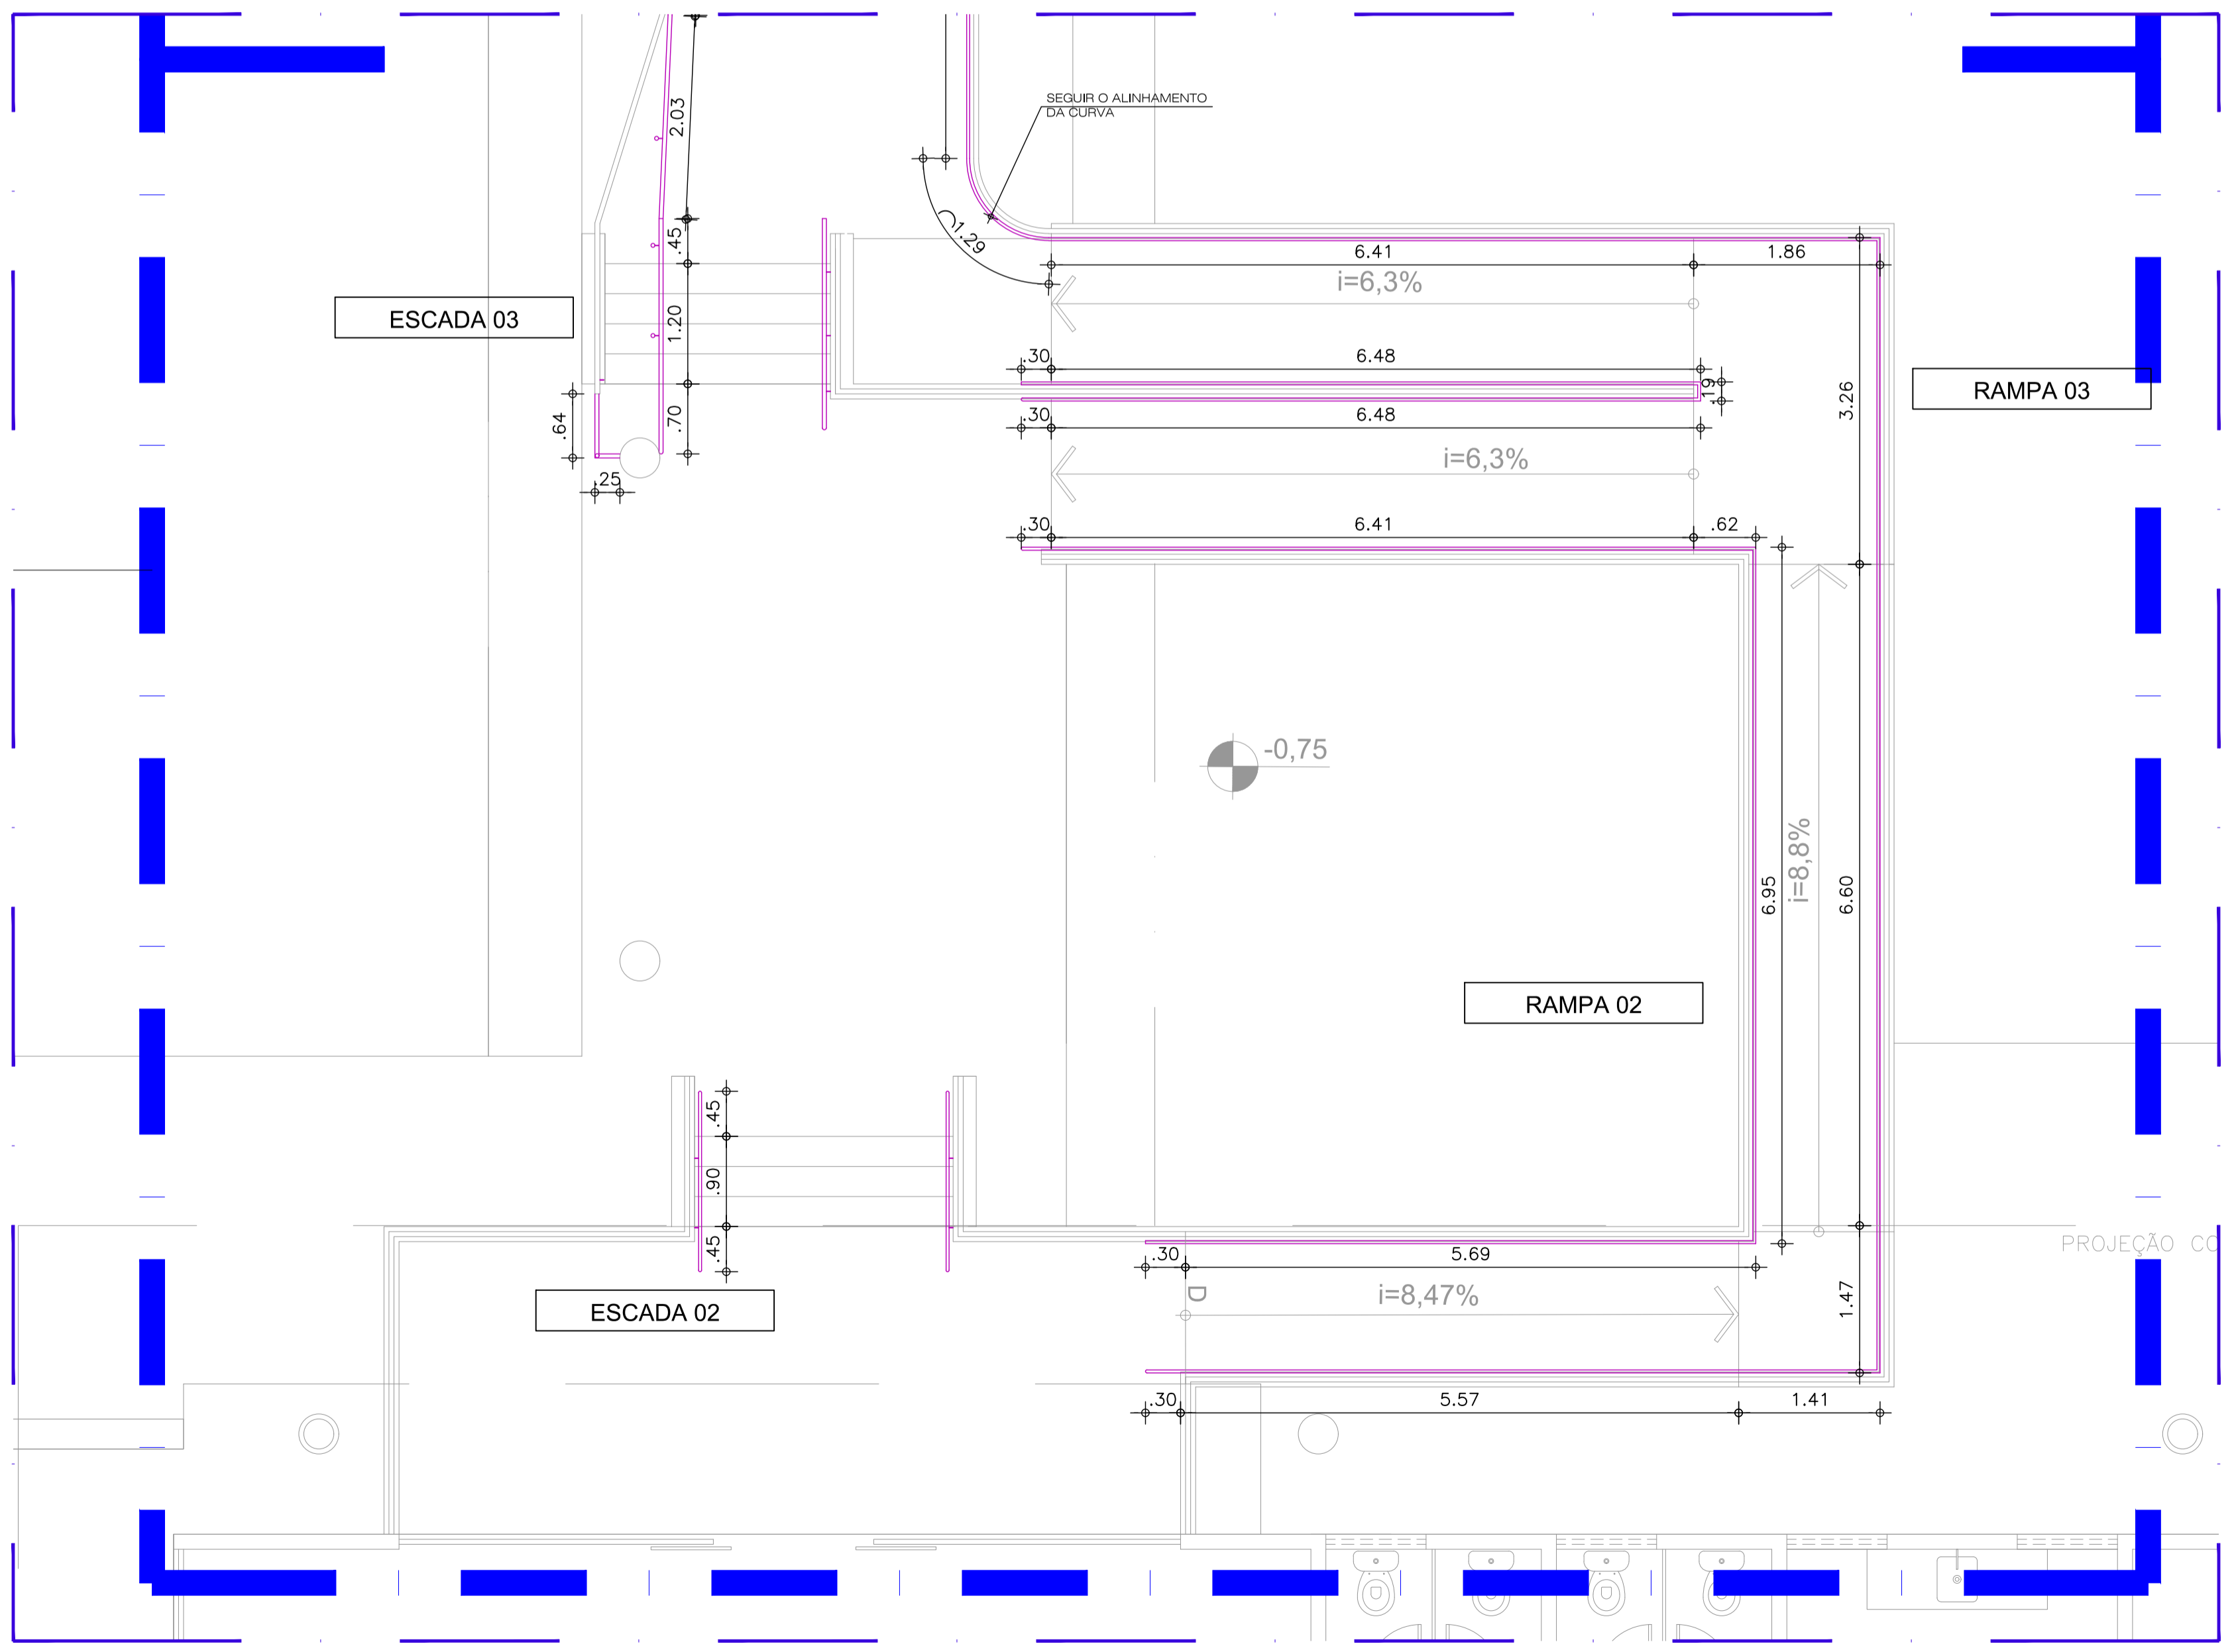 2.03
SEGUIR O ALINHAMENTO
DA CURVA
.45
1.29
6.41
1.86
i=6,3%
ESCADA 03
1.20
.30
6.48
.19
3.26
RAMPA 03
.64
.70
.30
6.48
i=6,3%
.25
.30
6.41
.62
-0,75
i=8,8%
6.95
6.60
RAMPA 02
.45
.90
.45
PROJEÇÃO CO
.30
5.69
D
i=8,47%
1.47
ESCADA 02
.30
5.57
1.41